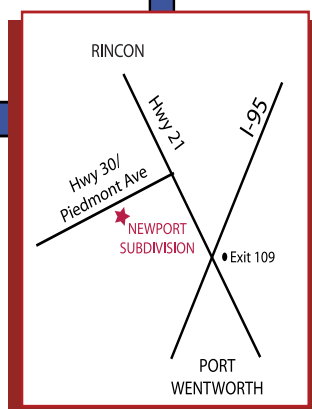 RINCON
Hwy 21
I-95
Hwy 30/
Piedmont Ave
NEWPORT
SUBDIVISION
Exit 109
PORT
WENTWORTH